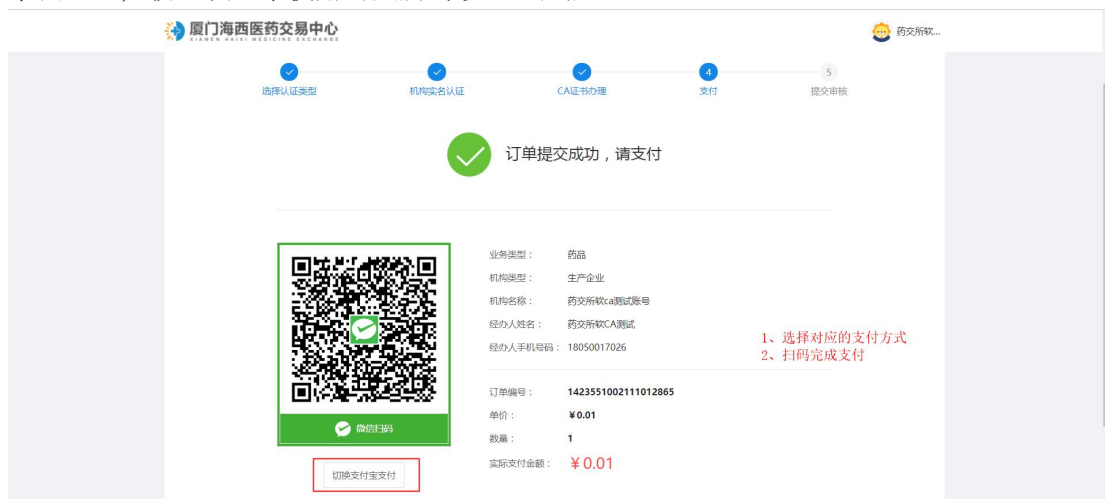 厦门海西医药交易中心
XIAMEN HAIXI MEDICINE EXCHANGE
药交所软...
选择认证类型
机构实名认证
CA证书办理
4
支付
5
提交审核
订单提交成功，请支付
业务类型： 药品
机构类型： 生产企业
机构名称： 药交所软ca测试账号
经办人姓名： 药交所软CA测试
经办人手机号码： 18050017026
1、选择对应的支付方式
2、扫码完成支付
订单编号： 1423551002111012865
单价： ¥0.01
数量： 1
实际支付金额： ¥0.01
微信扫码
切换支付宝支付